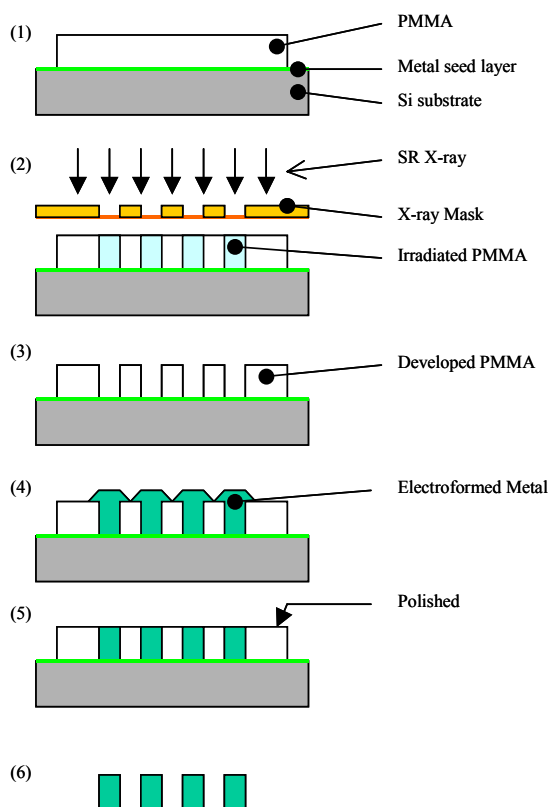 (1)
PMMA
Metal seed layer
Si substrate
(2)
SR X-ray
X-ray Mask
Irradiated PMMA
(3)
Developed PMMA
(4)
Electroformed Metal
(5)
Polished
(6)